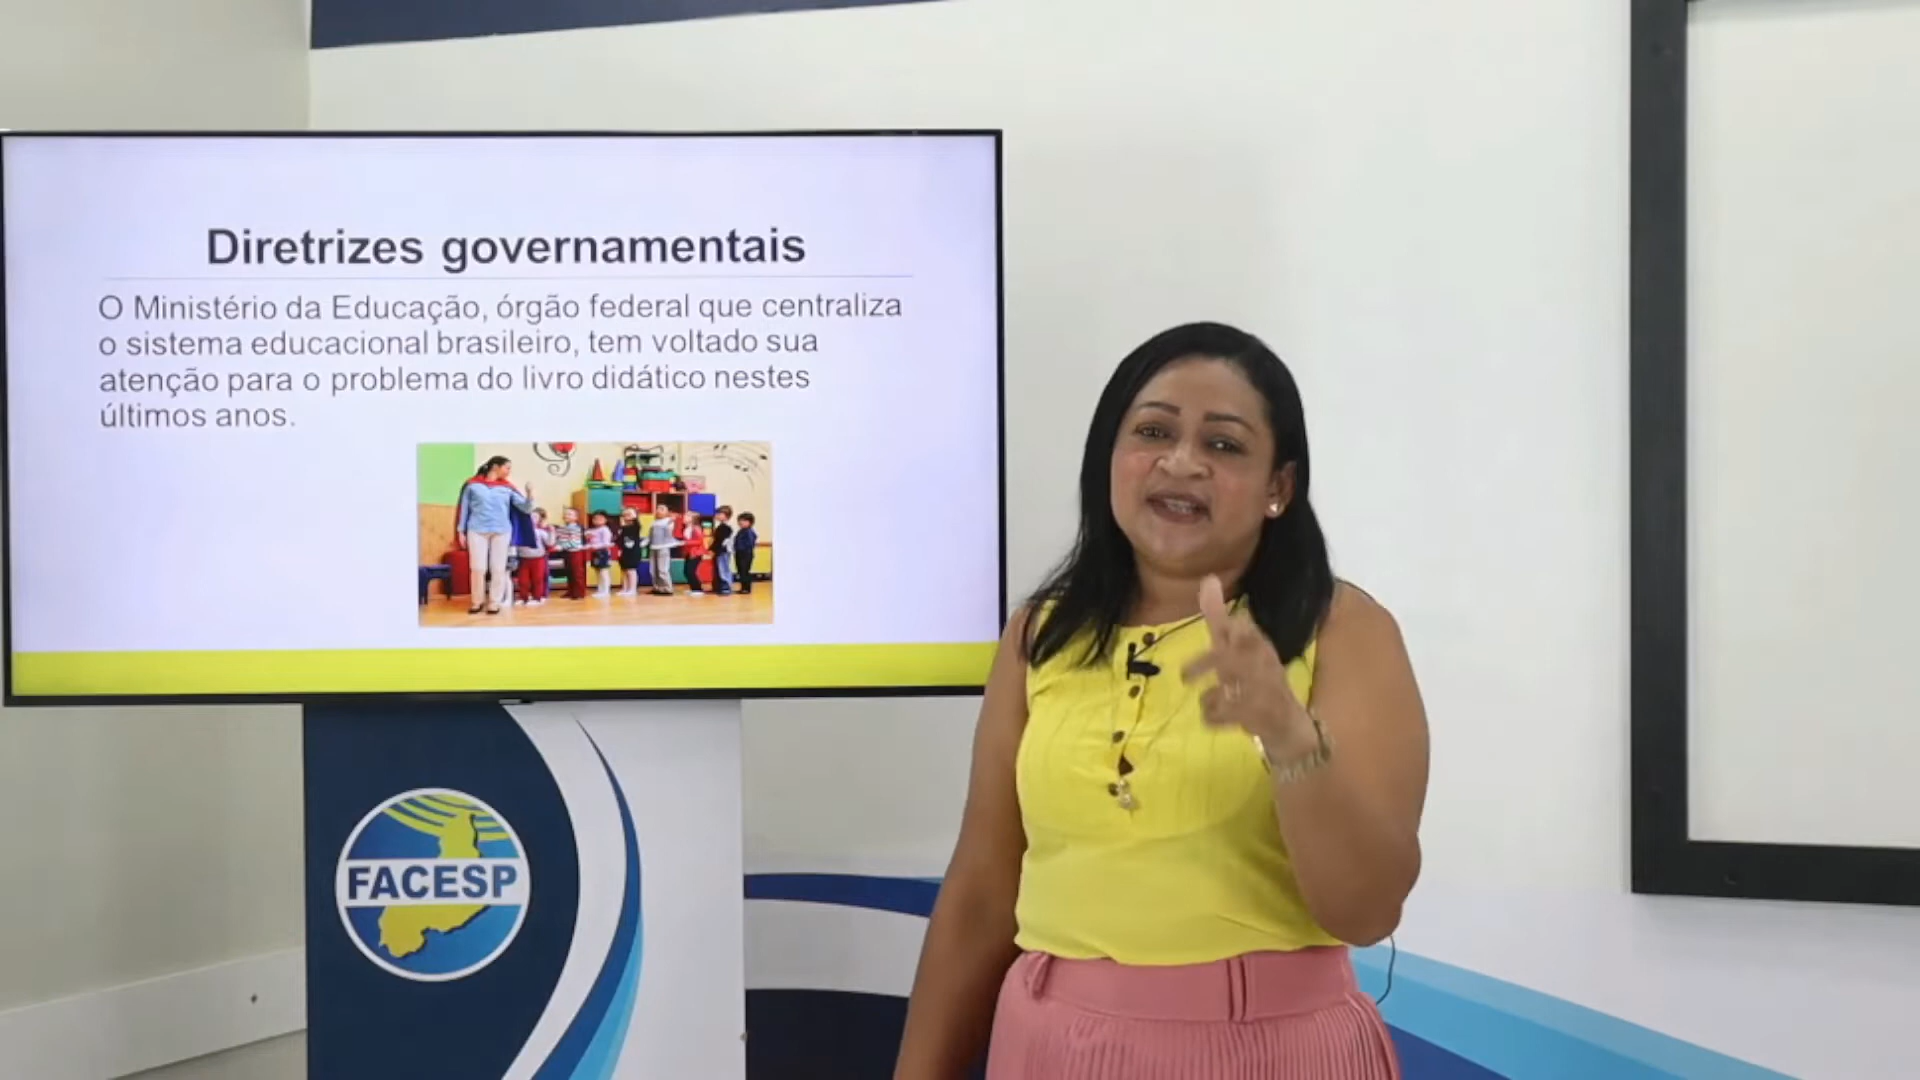 Diretrizes governamentais
O Ministério da Educação, órgão federal que centraliza
o sistema educacional brasileiro, tem voltado sua
atenção para o problema do livro didático nestes
últimos anos.
FACESP